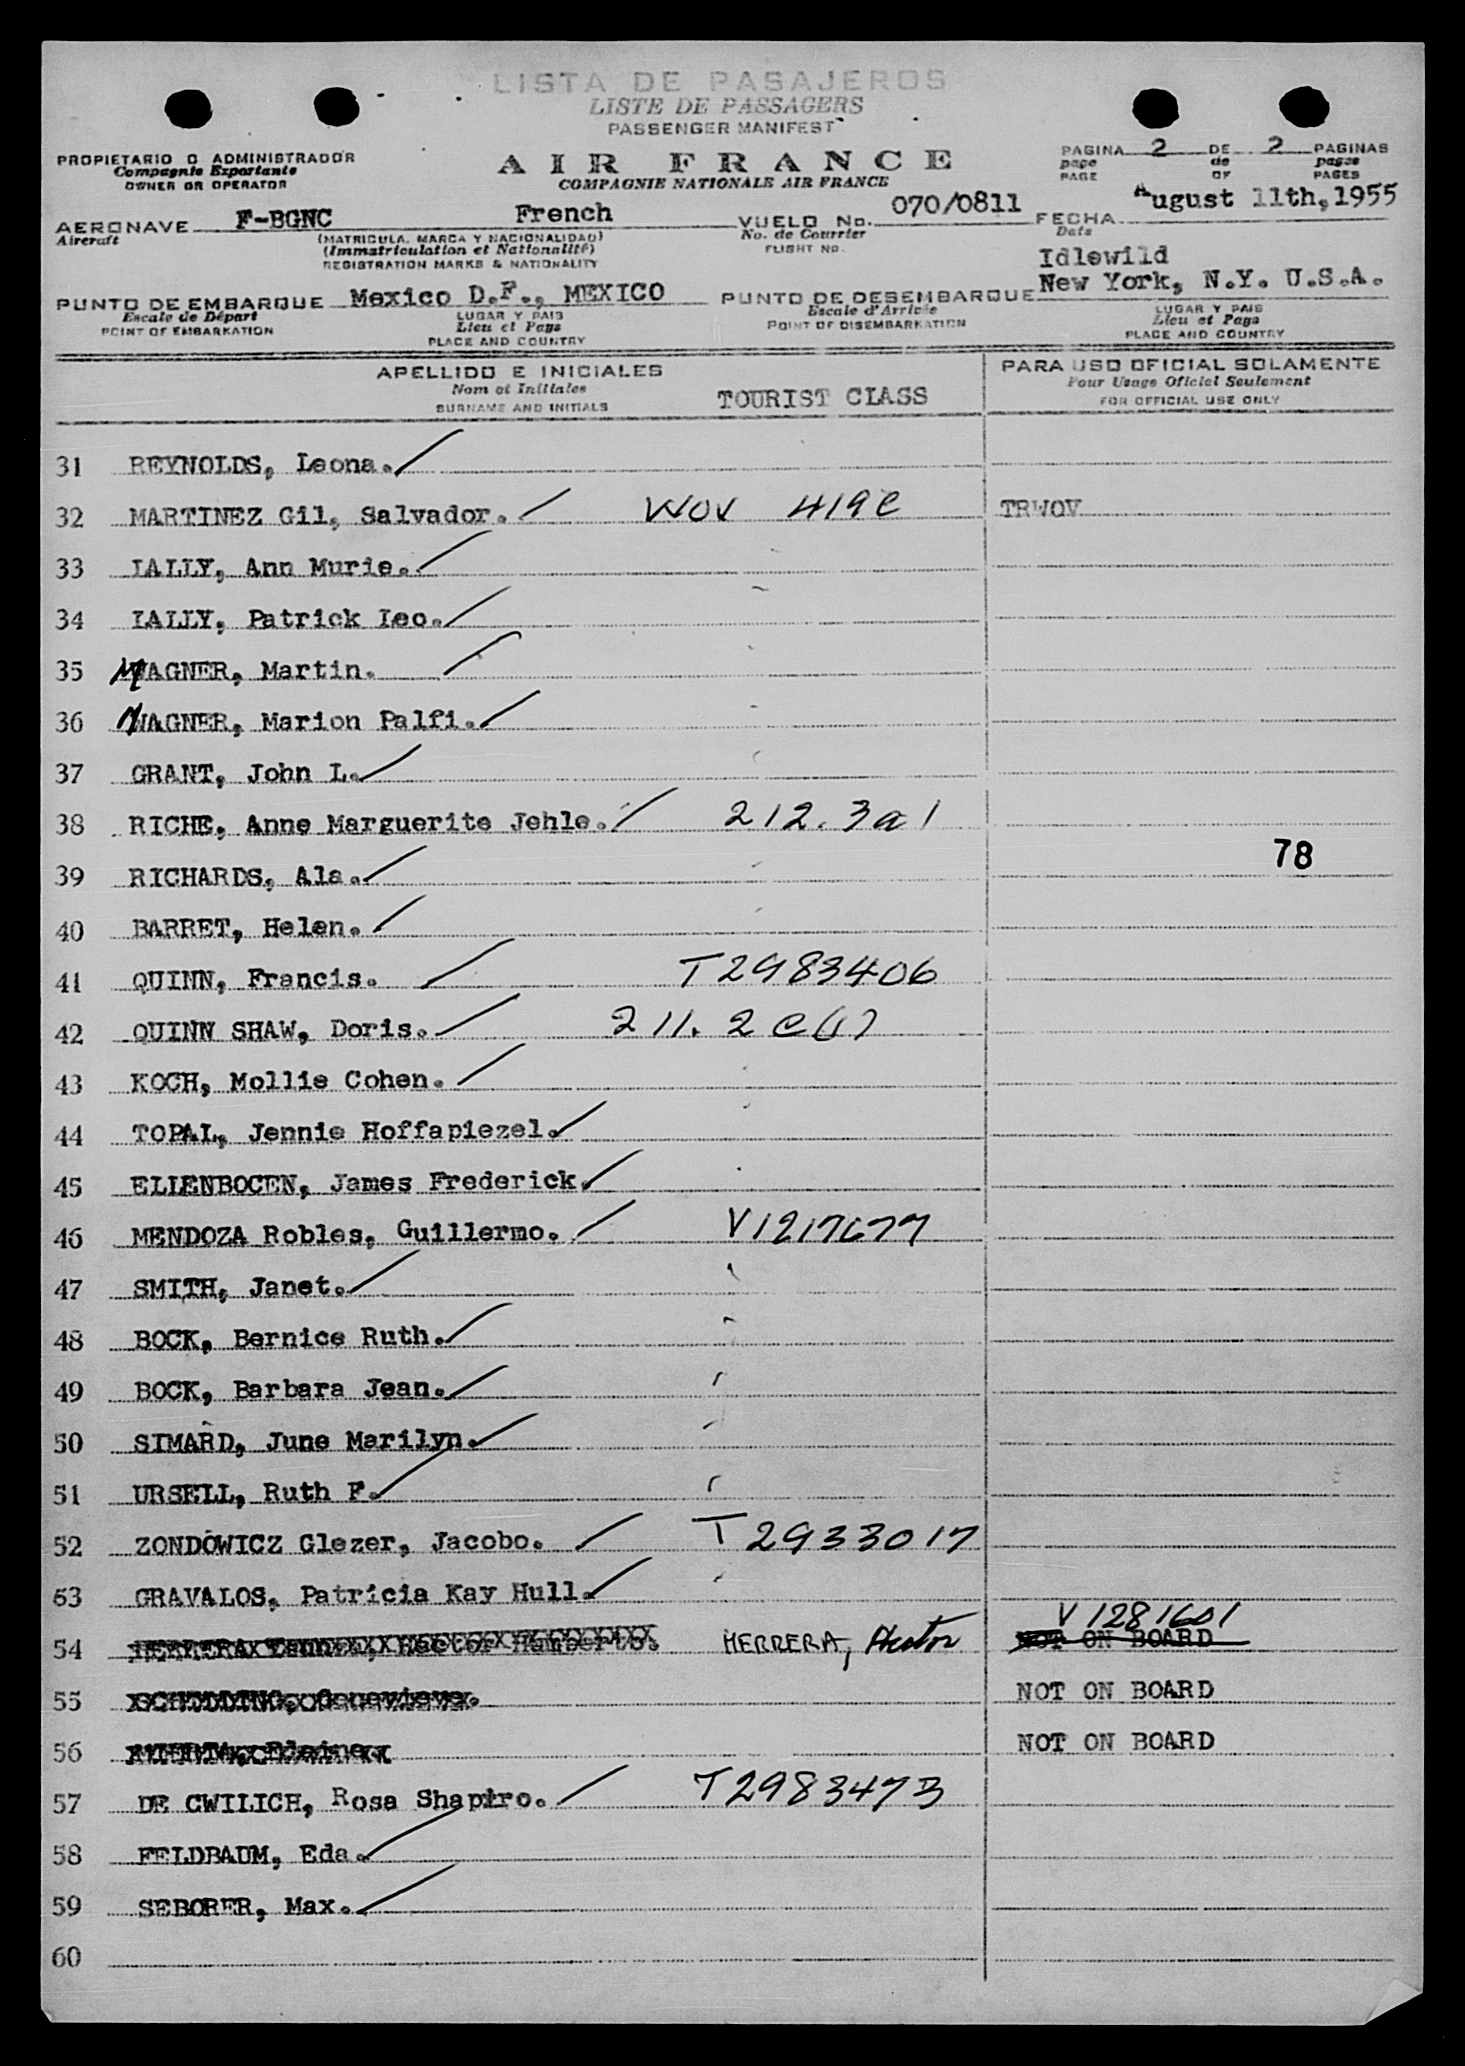 LISTA DE PASAJEROS
LISTE DE PASSAGERS
PASSENGER MANIFEST
PROPIETARIO O ADMINISTRADOR
Compagnie Exportante
OWNER OR OPERATOR
AIR FRANCE
COMPAGNIE NATIONALE AIR FRANCE
PAGINA 2 DE 2 PAGINAS
page de pages
PAGE OF PAGES
AERONAVE F-BGNC French VUELO No. 070/0811 FECHA August 11th, 1955
Aircraft (MATRICULA, MARCA Y NACIONALIDAD) No. de Courrier Date
(Immatriculation et Nationalité) FLIGHT NO.
REGISTRATION MARKS & NATIONALITY
Idlewild
PUNTO DE EMBARQUE Mexico D.F., MEXICO PUNTO DE DESEMBARQUE New York, N.Y. U.S.A.
Escale de Départ LUGAR Y PAIS Escale d'Arrivée LUGAR Y PAIS
POINT OF EMBARKATION Lieu et Pays POINT OF DISEMBARKATION Lieu et Pays
PLACE AND COUNTRY PLACE AND COUNTRY
APELLIDO E INICIALES PARA USO OFICIAL SOLAMENTE
Nom et Initiales TOURIST CLASS Pour Usage Officiel Seulement
SURNAME AND INITIALS FOR OFFICIAL USE ONLY
31 REYNOLDS, Leona.
32 MARTINEZ Gil, Salvador. WOV 419C TRWOV
33 LALLY, Ann Murie.
34 LALLY, Patrick Leo.
35 WAGNER, Martin.
36 WAGNER, Marion Palfi.
37 GRANT, John L.
38 RICHE, Anne Marguerite Jehle. 212.3a1
78
39 RICHARDS, Ala.
40 BARRET, Helen.
41 QUINN, Francis. T2983406
42 QUINN SHAW, Doris. 211.2C(1)
43 KOCH, Mollie Cohen.
44 TOPAL, Jennie Hoffapiezel.
45 ELLENBOCEN, James Frederick.
46 MENDOZA Robles, Guillermo. V1217677
47 SMITH, Janet.
48 BOCK, Bernice Ruth.
49 BOCK, Barbara Jean.
50 SIMARD, June Marilyn.
51 URSELL, Ruth F.
52 ZONDOWICZ Glezer, Jacobo. T2933017
53 GRAVALOS, Patricia Kay Hull.
V1281601
54 HERRERA, Hector NOT ON BOARD
55 NOT ON BOARD
56 NOT ON BOARD
57 DE CWILICH, Rosa Shapiro. T2983473
58 FELDBAUM, Eda.
59 SEBORER, Max.
60